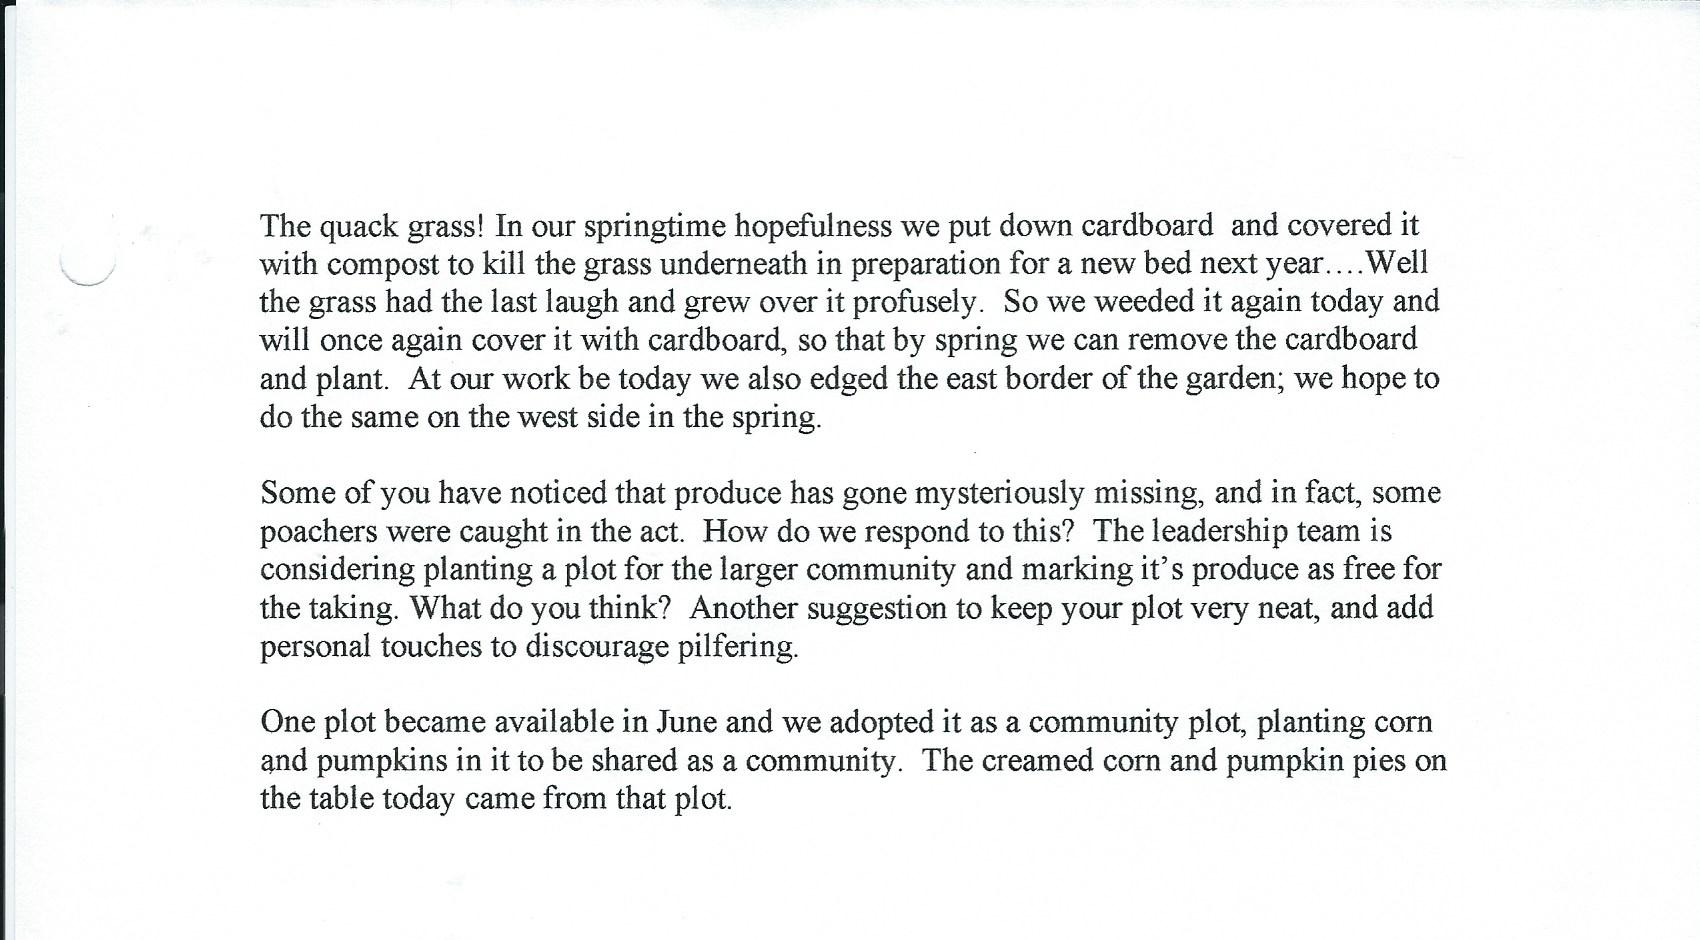 The quack grass! In our springtime hopefulness we put down cardboard  and covered it
with compost to kill the grass underneath in preparation for a new bed next year….Well
the grass had the last laugh and grew over it profusely.  So we weeded it again today and
will once again cover it with cardboard, so that by spring we can remove the cardboard
and plant.  At our work be today we also edged the east border of the garden; we hope to
do the same on the west side in the spring.

Some of you have noticed that produce has gone mysteriously missing, and in fact, some
poachers were caught in the act.  How do we respond to this?  The leadership team is
considering planting a plot for the larger community and marking it’s produce as free for
the taking. What do you think?  Another suggestion to keep your plot very neat, and add
personal touches to discourage pilfering.

One plot became available in June and we adopted it as a community plot, planting corn
and pumpkins in it to be shared as a community.  The creamed corn and pumpkin pies on
the table today came from that plot.